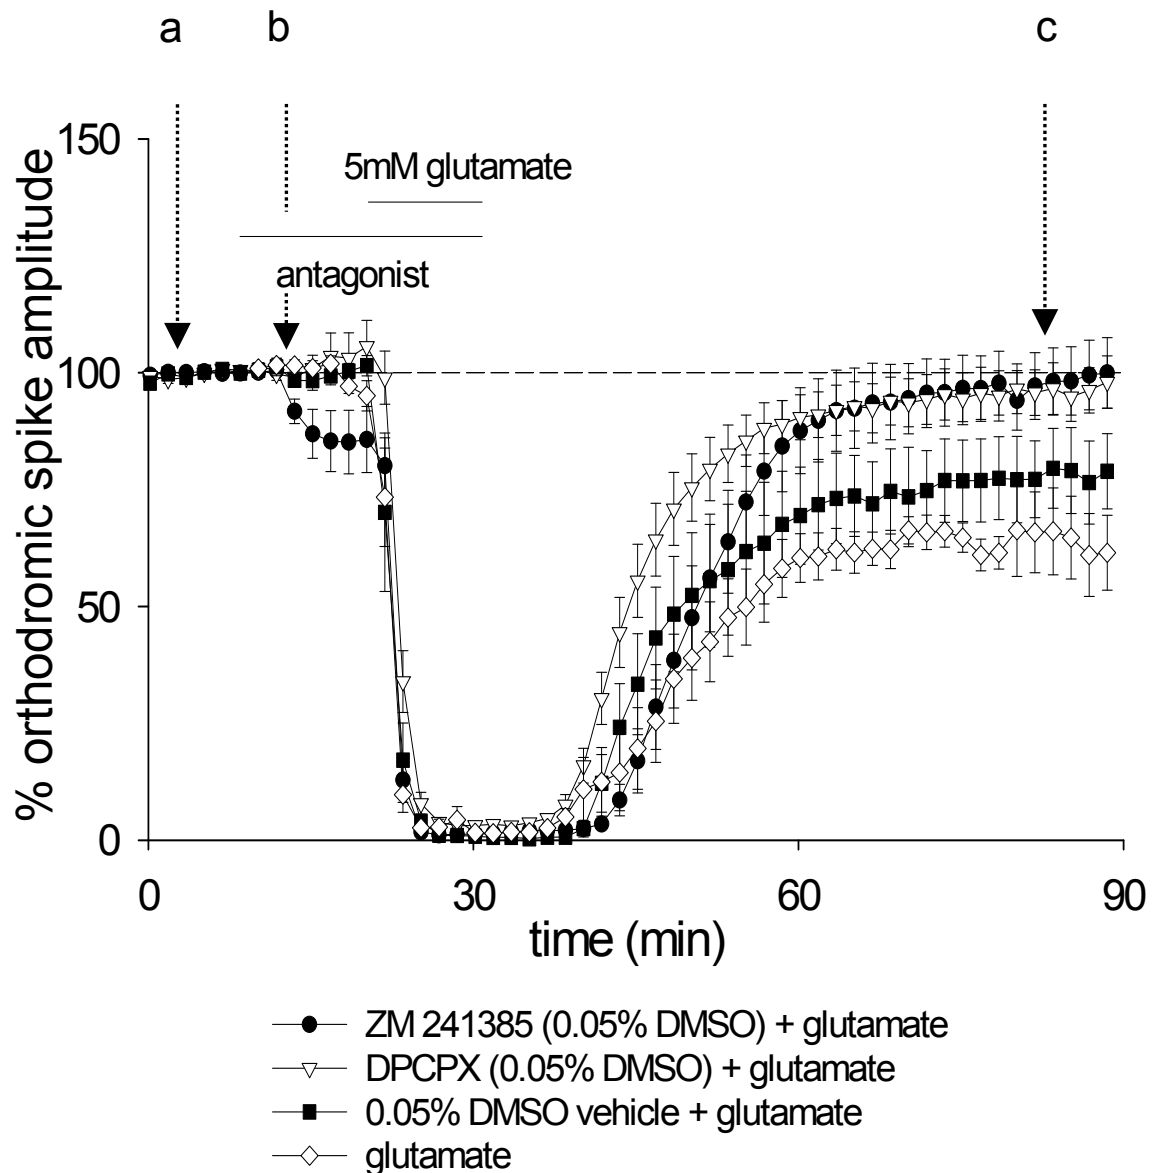 a b c
150
5mM glutamate
antagonist
100
50
0
% orthodromic spike amplitude
0 30 60 90
time (min)
ZM 241385 (0.05% DMSO) + glutamate
DPCPX (0.05% DMSO) + glutamate
0.05% DMSO vehicle + glutamate
glutamate